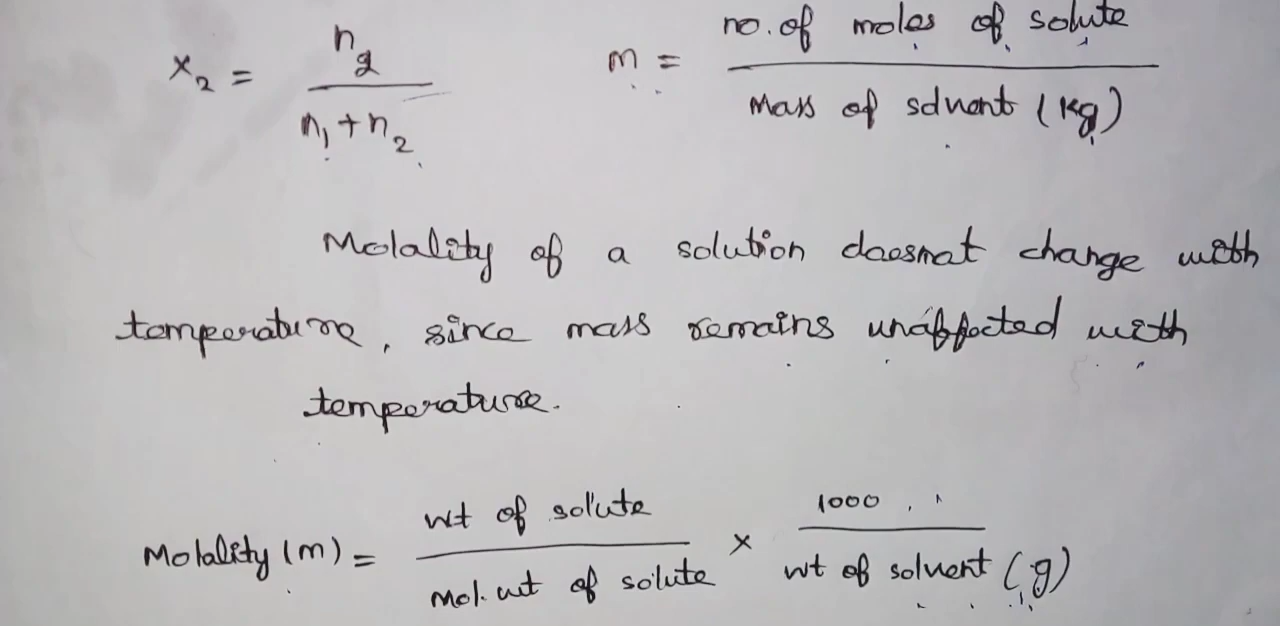 x₂ = n₂ / n₁ + n₂
m = no. of moles of solute / Mass of solvent (kg)
Molality of a solution doesnot change with
temperature, since mass remains unaffected with
temperature.
Molality (m) = wt of solute / mol. wt of solute × 1000 / wt of solvent (g)